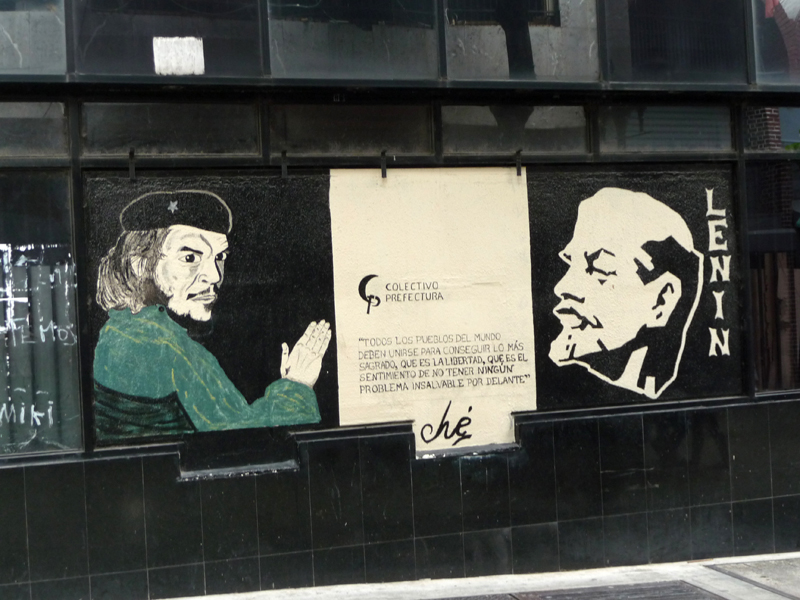 COLECTIVO
PREFECTURA
"TODOS LOS PUEBLOS DEL MUNDO
DEBEN UNIRSE PARA CONSEGUIR LO MÁS
SAGRADO, QUE ES LA LIBERTAD, QUE ES EL
SENTIMIENTO DE NO TENER NINGÚN
PROBLEMA INSALVABLE POR DELANTE"
ché
LENIN
TEMOS
MIKI